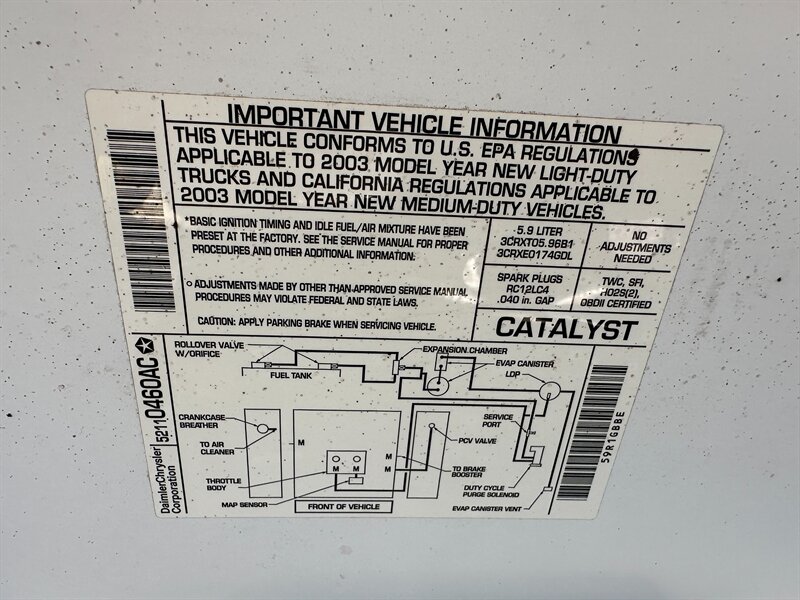 IMPORTANT VEHICLE INFORMATION
THIS VEHICLE CONFORMS TO U.S. EPA REGULATIONS
APPLICABLE TO 2003 MODEL YEAR NEW LIGHT-DUTY
TRUCKS AND CALIFORNIA REGULATIONS APPLICABLE TO
2003 MODEL YEAR NEW MEDIUM-DUTY VEHICLES.
*BASIC IGNITION TIMING AND IDLE FUEL/AIR MIXTURE HAVE BEEN
PRESET AT THE FACTORY. SEE THE SERVICE MANUAL FOR PROPER
PROCEDURES AND OTHER ADDITIONAL INFORMATION.
ADJUSTMENTS MADE BY OTHER THAN APPROVED SERVICE MANUAL
PROCEDURES MAY VIOLATE FEDERAL AND STATE LAWS.
CAUTION: APPLY PARKING BRAKE WHEN SERVICING VEHICLE.
5.9 LITER
3CRXT05.96B1
3CRXE0174GDL
NO
ADJUSTMENTS
NEEDED
SPARK PLUGS
RC12LC4
.040 in. GAP
TWC, SFI,
HO2S(2),
OBDII CERTIFIED
CATALYST
ROLLOVER VALVE
W/ORIFICE
FUEL TANK
EXPANSION CHAMBER
EVAP CANISTER
LDP
CRANKCASE
BREATHER
TO AIR
CLEANER
THROTTLE
BODY
MAP SENSOR
M
M
M
M
M
FRONT OF VEHICLE
PCV VALVE
TO BRAKE
BOOSTER
SERVICE
PORT
DUTY CYCLE
PURGE SOLENOID
EVAP CANISTER VENT
DaimlerChrysler
Corporation
52110460AC
59R1GBBE